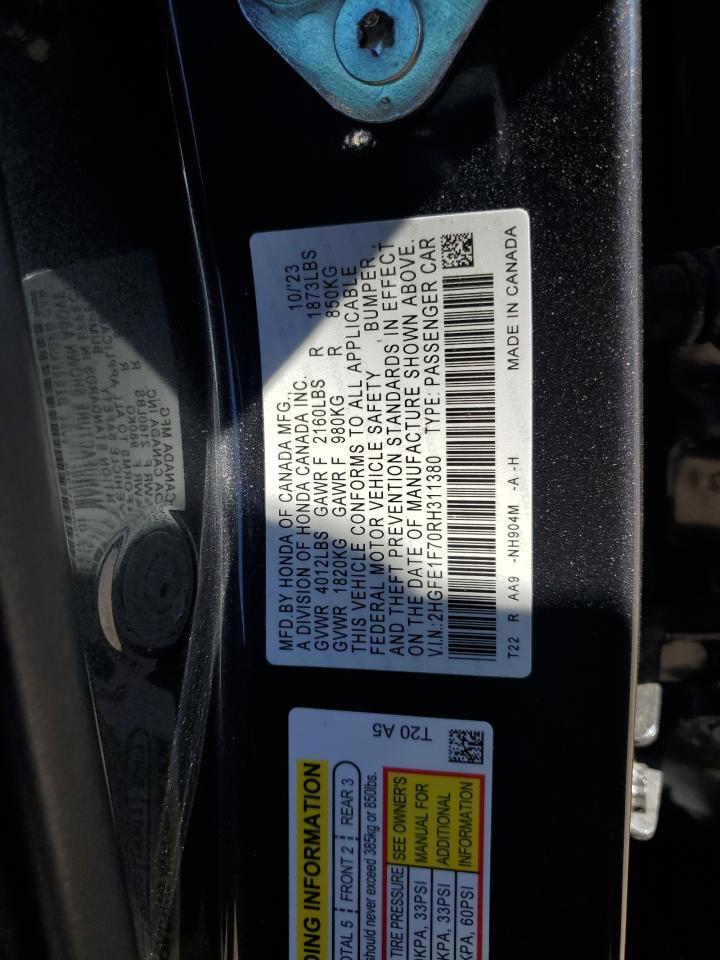 MFD.BY HONDA OF CANADA MFG., 10/'23
A DIVISION OF HONDA CANADA INC.
GVWR 4012LBS GAWR F 2160LBS R 1873LBS
GVWR 1820KG GAWR F 980KG R 850KG
THIS VEHICLE CONFORMS TO ALL APPLICABLE
FEDERAL MOTOR VEHICLE SAFETY, BUMPER,
AND THEFT PREVENTION STANDARDS IN EFFECT
ON THE DATE OF MANUFACTURE SHOWN ABOVE.
V.I.N.:2HGFE1F70RH311380 TYPE: PASSENGER CAR
T22 R AA9 -NH904M -A -H MADE IN CANADA
T20 A5
DING INFORMATION
OTAL 5 FRONT 2 REAR 3
should never exceed 385kg or 850lbs.
TIRE PRESSURE SEE OWNER'S
KPA, 33PSI MANUAL FOR
KPA, 33PSI ADDITIONAL
KPA, 60PSI INFORMATION